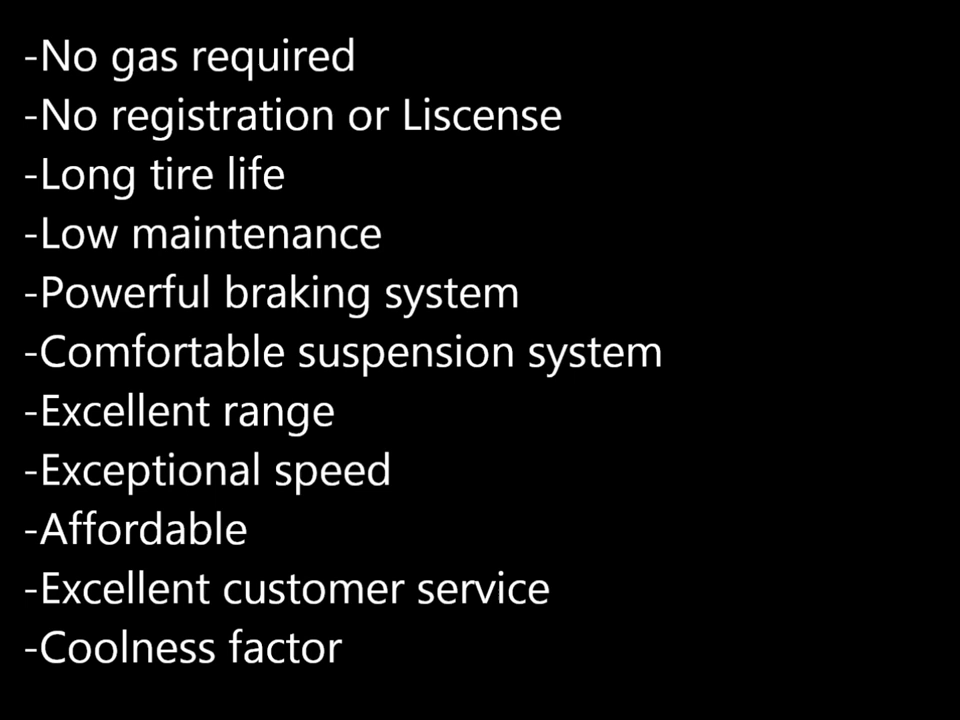 -No gas required
-No registration or Liscense
-Long tire life
-Low maintenance
-Powerful braking system
-Comfortable suspension system
-Excellent range
-Exceptional speed
-Affordable
-Excellent customer service
-Coolness factor